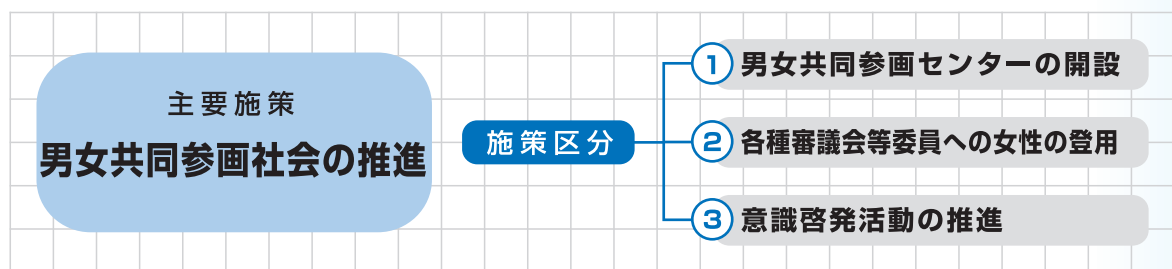 主要施策
男女共同参画社会の推進
施策区分
1 男女共同参画センターの開設
2 各種審議会等委員への女性の登用
3 意識啓発活動の推進